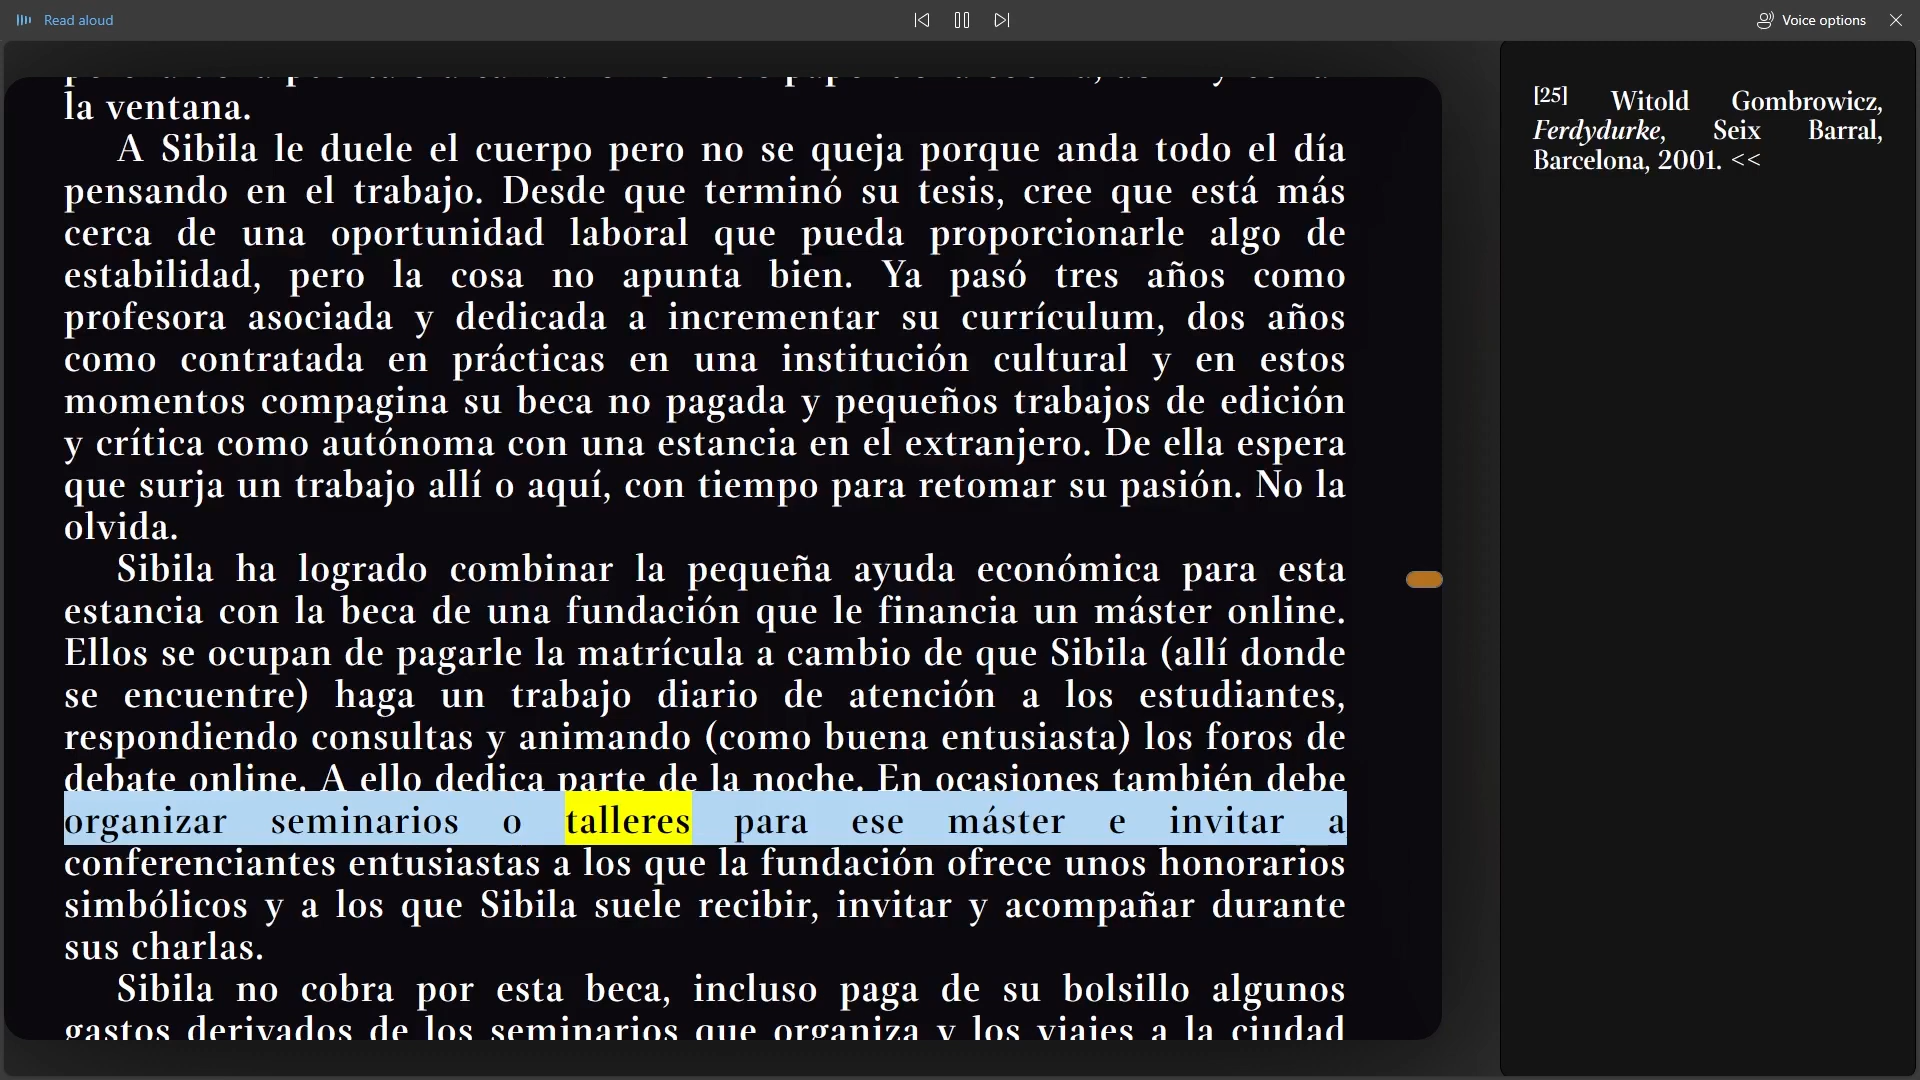 Read aloud
Voice options
la ventana.
A Sibila le duele el cuerpo pero no se queja porque anda todo el día
pensando en el trabajo. Desde que terminó su tesis, cree que está más
cerca de una oportunidad laboral que pueda proporcionarle algo de
estabilidad, pero la cosa no apunta bien. Ya pasó tres años como
profesora asociada y dedicada a incrementar su currículum, dos años
como contratada en prácticas en una institución cultural y en estos
momentos compagina su beca no pagada y pequeños trabajos de edición
y crítica como autónoma con una estancia en el extranjero. De ella espera
que surja un trabajo allí o aquí, con tiempo para retomar su pasión. No la
olvida.
Sibila ha logrado combinar la pequeña ayuda económica para esta
estancia con la beca de una fundación que le financia un máster online.
Ellos se ocupan de pagarle la matrícula a cambio de que Sibila (allí donde
se encuentre) haga un trabajo diario de atención a los estudiantes,
respondiendo consultas y animando (como buena entusiasta) los foros de
debate online. A ello dedica parte de la noche. En ocasiones también debe
organizar seminarios o talleres para ese máster e invitar a
conferenciantes entusiastas a los que la fundación ofrece unos honorarios
simbólicos y a los que Sibila suele recibir, invitar y acompañar durante
sus charlas.
Sibila no cobra por esta beca, incluso paga de su bolsillo algunos
gastos derivados de los seminarios que organiza y los viajes a la ciudad
[25] Witold Gombrowicz,
Ferdydurke, Seix Barral,
Barcelona, 2001. <<